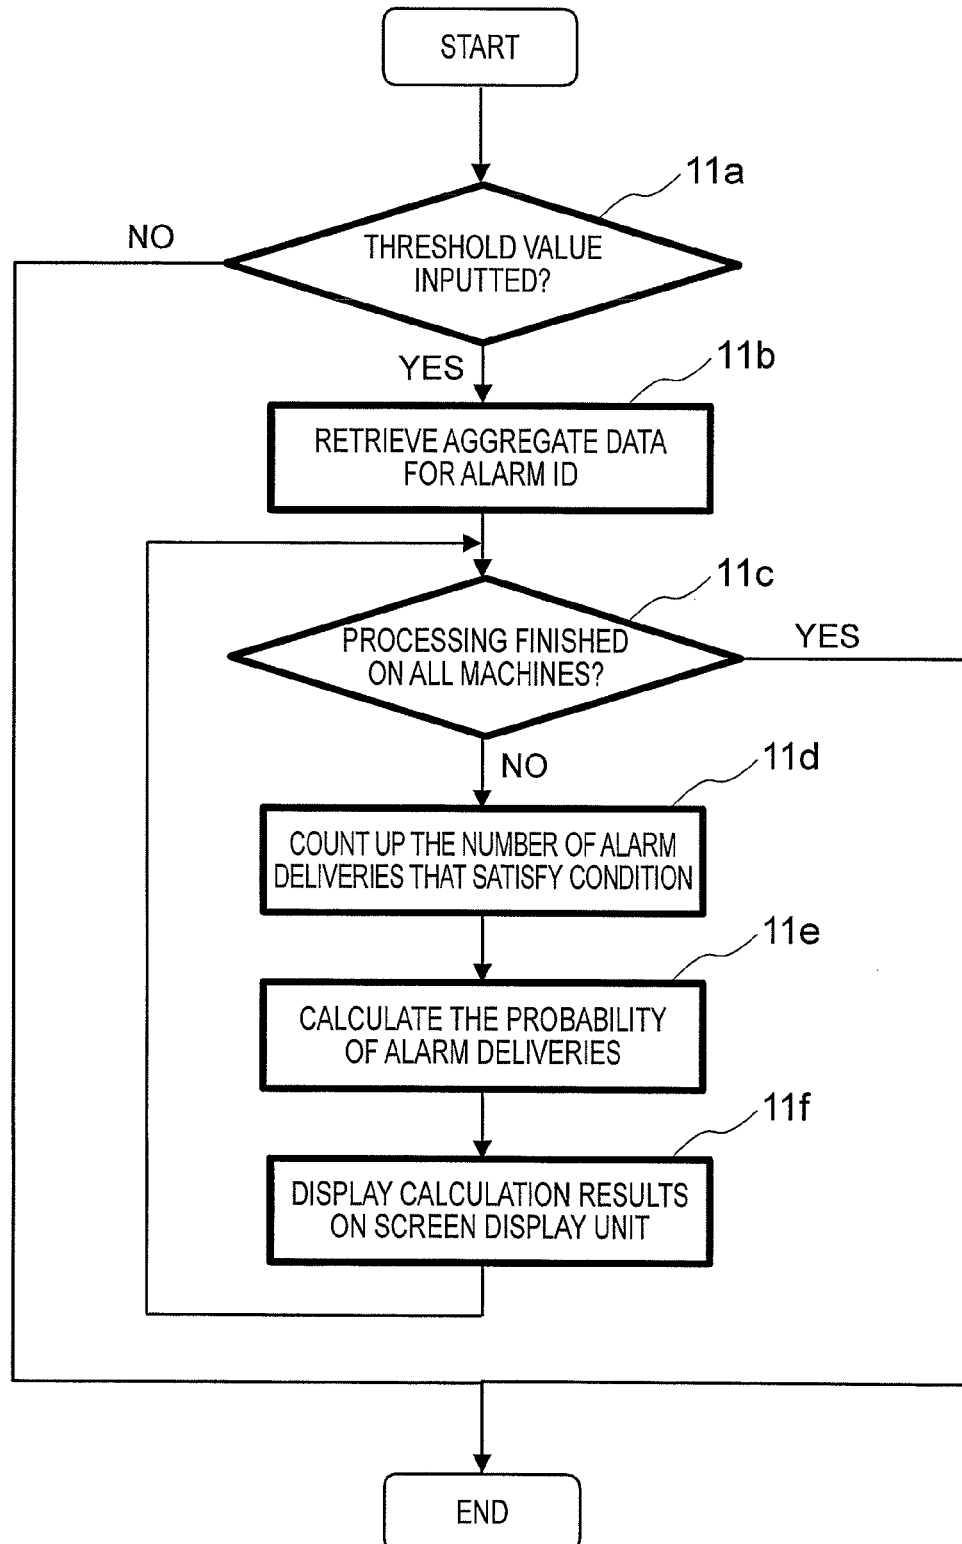 START
11a
NO
THRESHOLD VALUE
INPUTTED?
YES
11b
RETRIEVE AGGREGATE DATA
FOR ALARM ID
11c
PROCESSING FINISHED
ON ALL MACHINES?
YES
NO
11d
COUNT UP THE NUMBER OF ALARM
DELIVERIES THAT SATISFY CONDITION
11e
CALCULATE THE PROBABILITY
OF ALARM DELIVERIES
11f
DISPLAY CALCULATION RESULTS
ON SCREEN DISPLAY UNIT
END